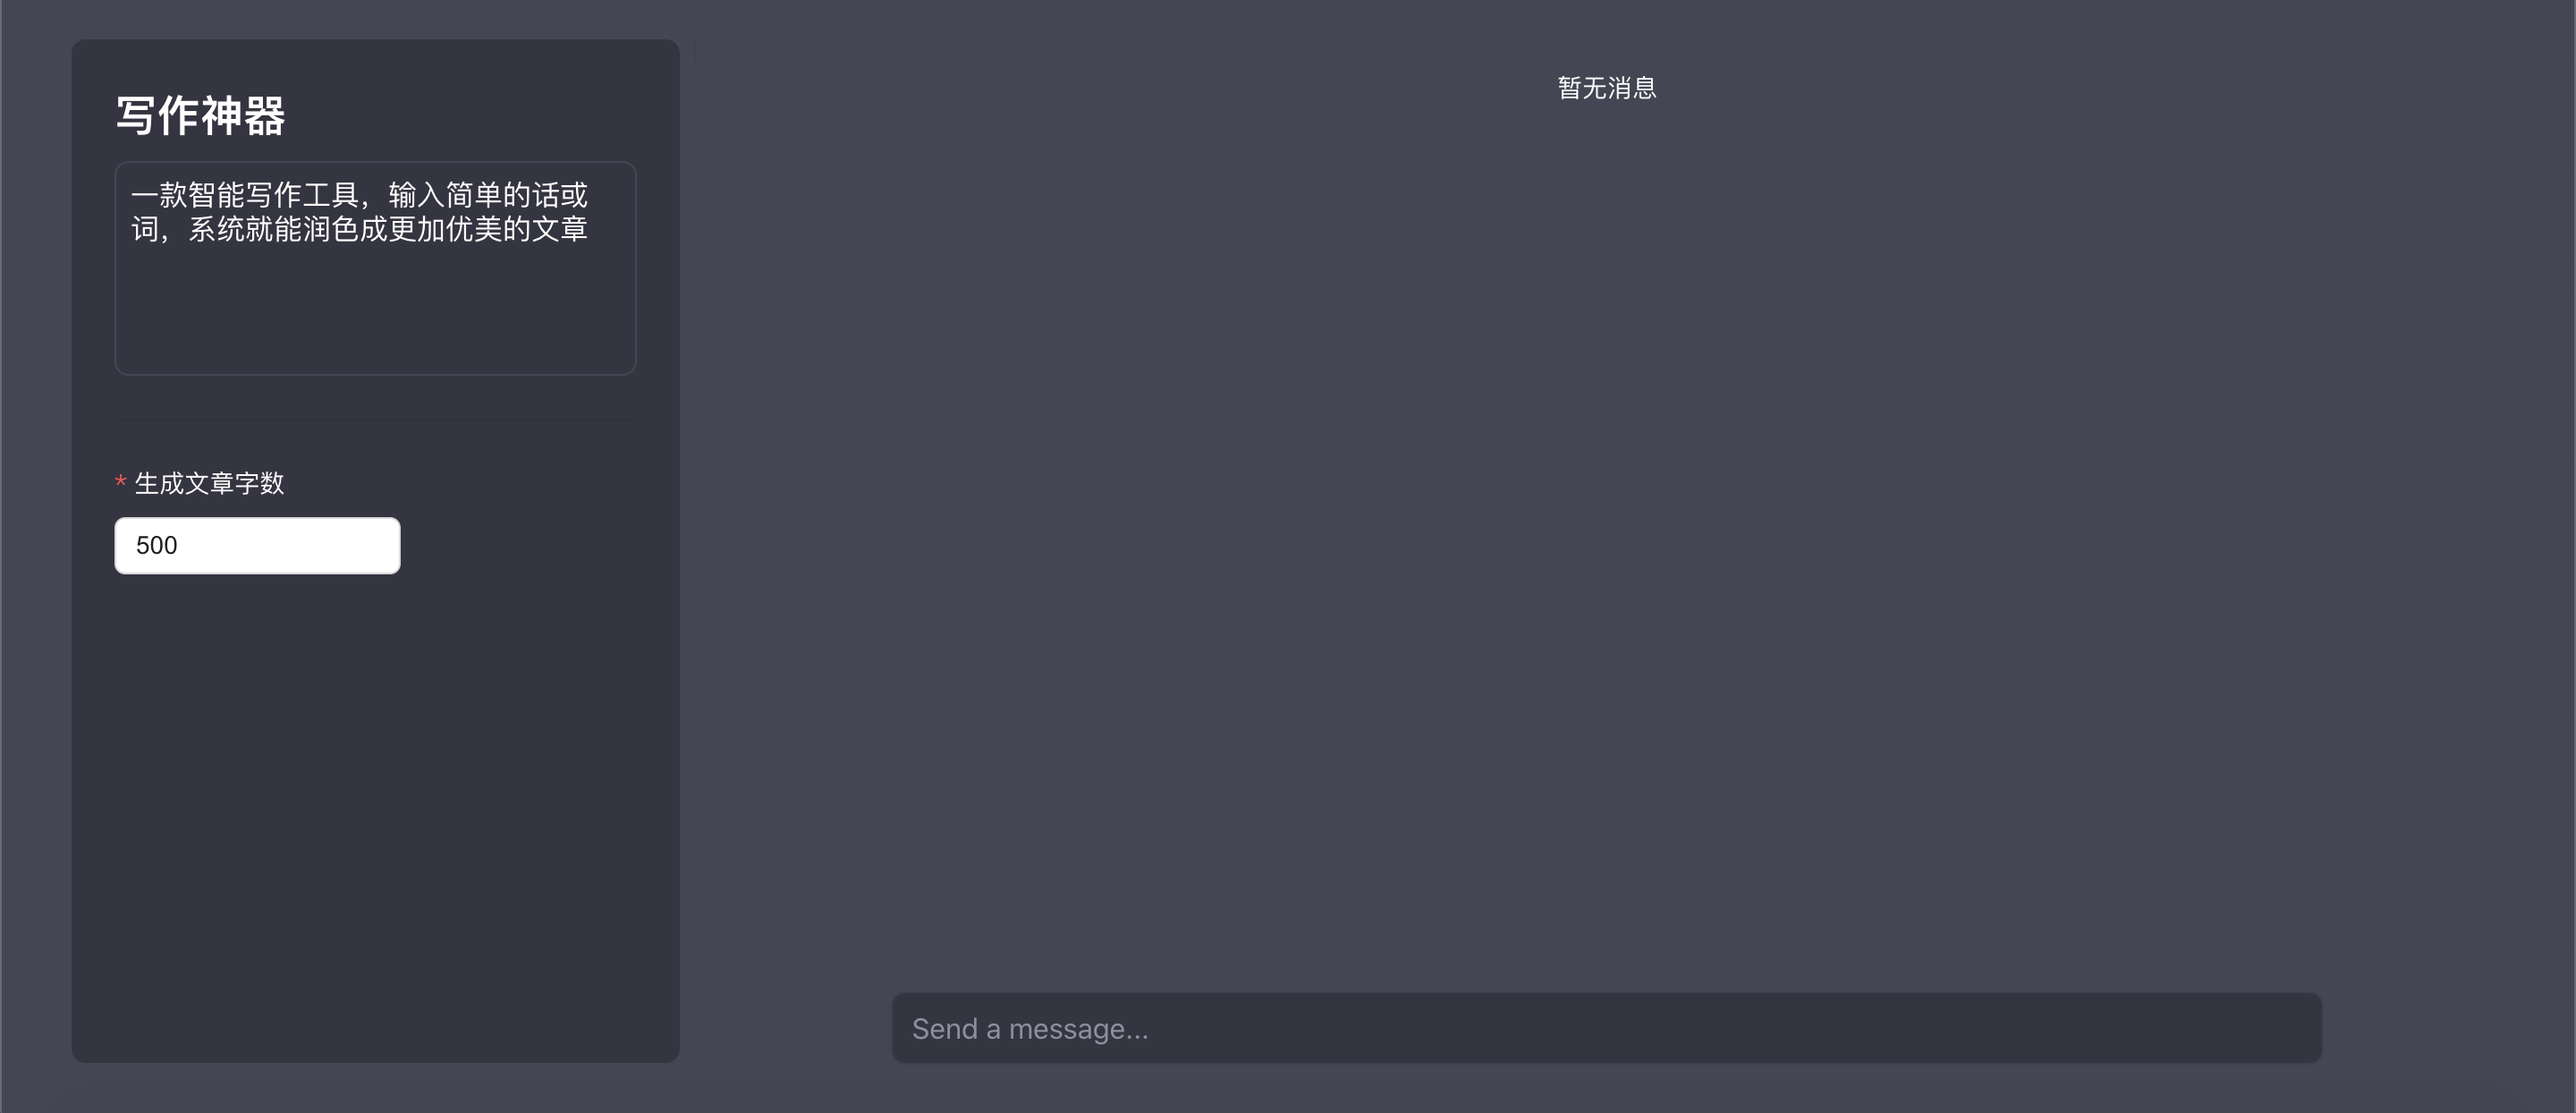 写作神器
一款智能写作工具，输入简单的话或
词，系统就能润色成更加优美的文章
* 生成文章字数
500
暂无消息
Send a message...